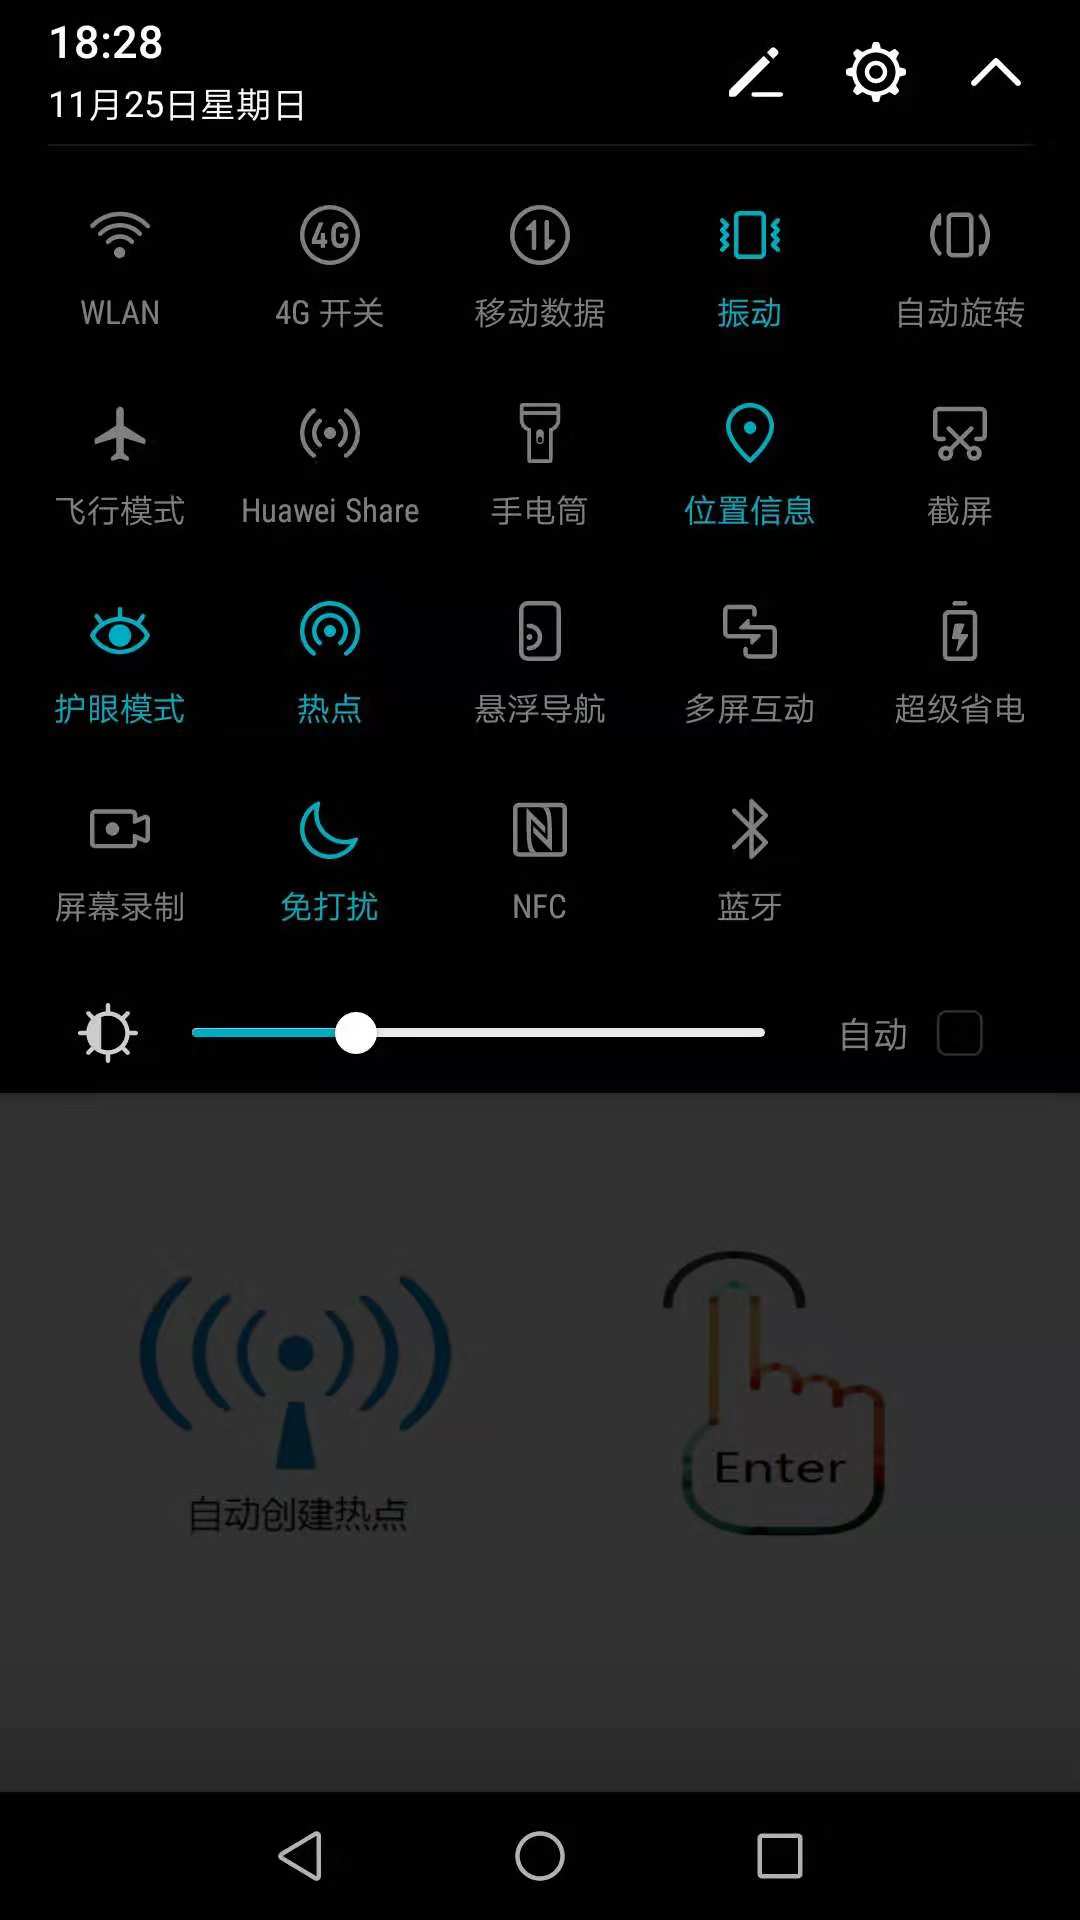 18:28
11月25日星期日
4G
WLAN
4G 开关
移动数据
振动
自动旋转
飞行模式
Huawei Share
手电筒
位置信息
截屏
护眼模式
热点
悬浮导航
多屏互动
超级省电
屏幕录制
免打扰
NFC
蓝牙
自动
Enter
自动创建热点